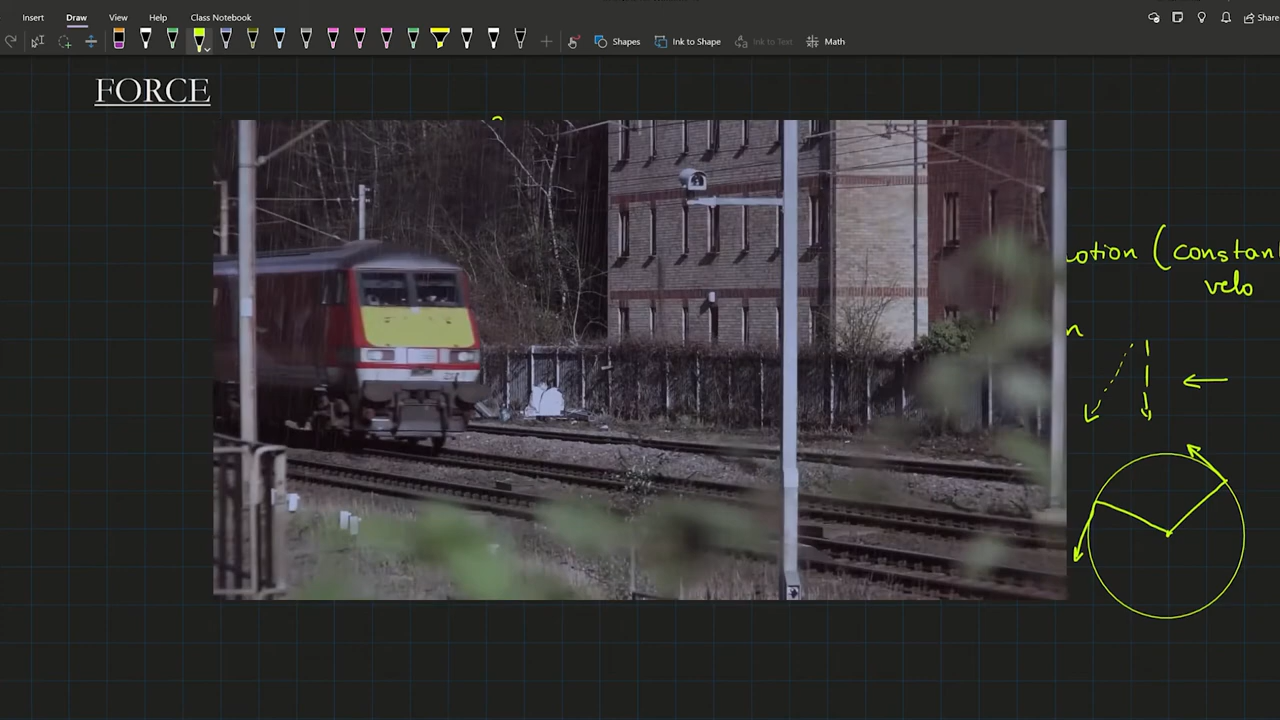 Insert Draw View Help Class Notebook
Share
Shapes Ink to Shape Ink to Text Math
FORCE
otion (constan
velo
n